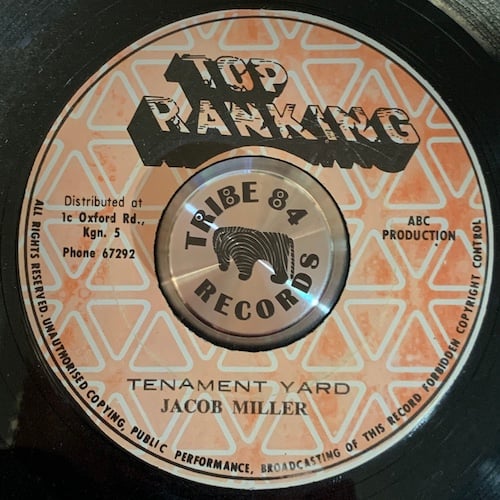 TOP
RANKING
Distributed at
1c Oxford Rd.,
Kgn. 5
Phone 67292
TRIBE 84
RECORDS
ABC
PRODUCTION
TENAMENT YARD
JACOB MILLER
ALL RIGHTS RESERVED. UNAUTHORISED COPYING, PUBLIC PERFORMANCE, BROADCASTING OF THIS RECORD FORBIDDEN COPYRIGHT CONTROL